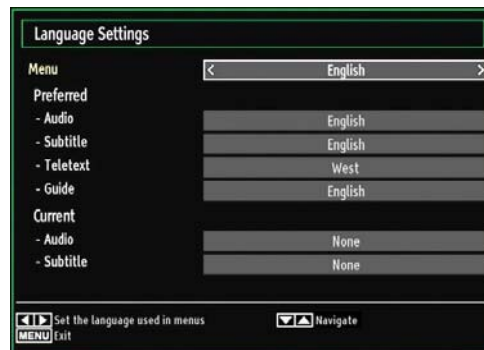 Language Settings
Menu < English >
Preferred
- Audio English
- Subtitle English
- Teletext West
- Guide English
Current
- Audio None
- Subtitle None
Set the language used in menus Navigate
MENU Exit